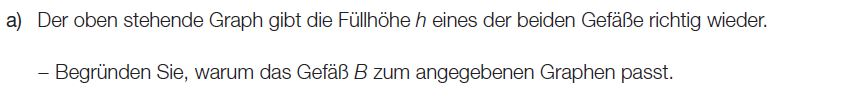 a) Der oben stehende Graph gibt die Füllhöhe h eines der beiden Gefäße richtig wieder.
– Begründen Sie, warum das Gefäß B zum angegebenen Graphen passt.